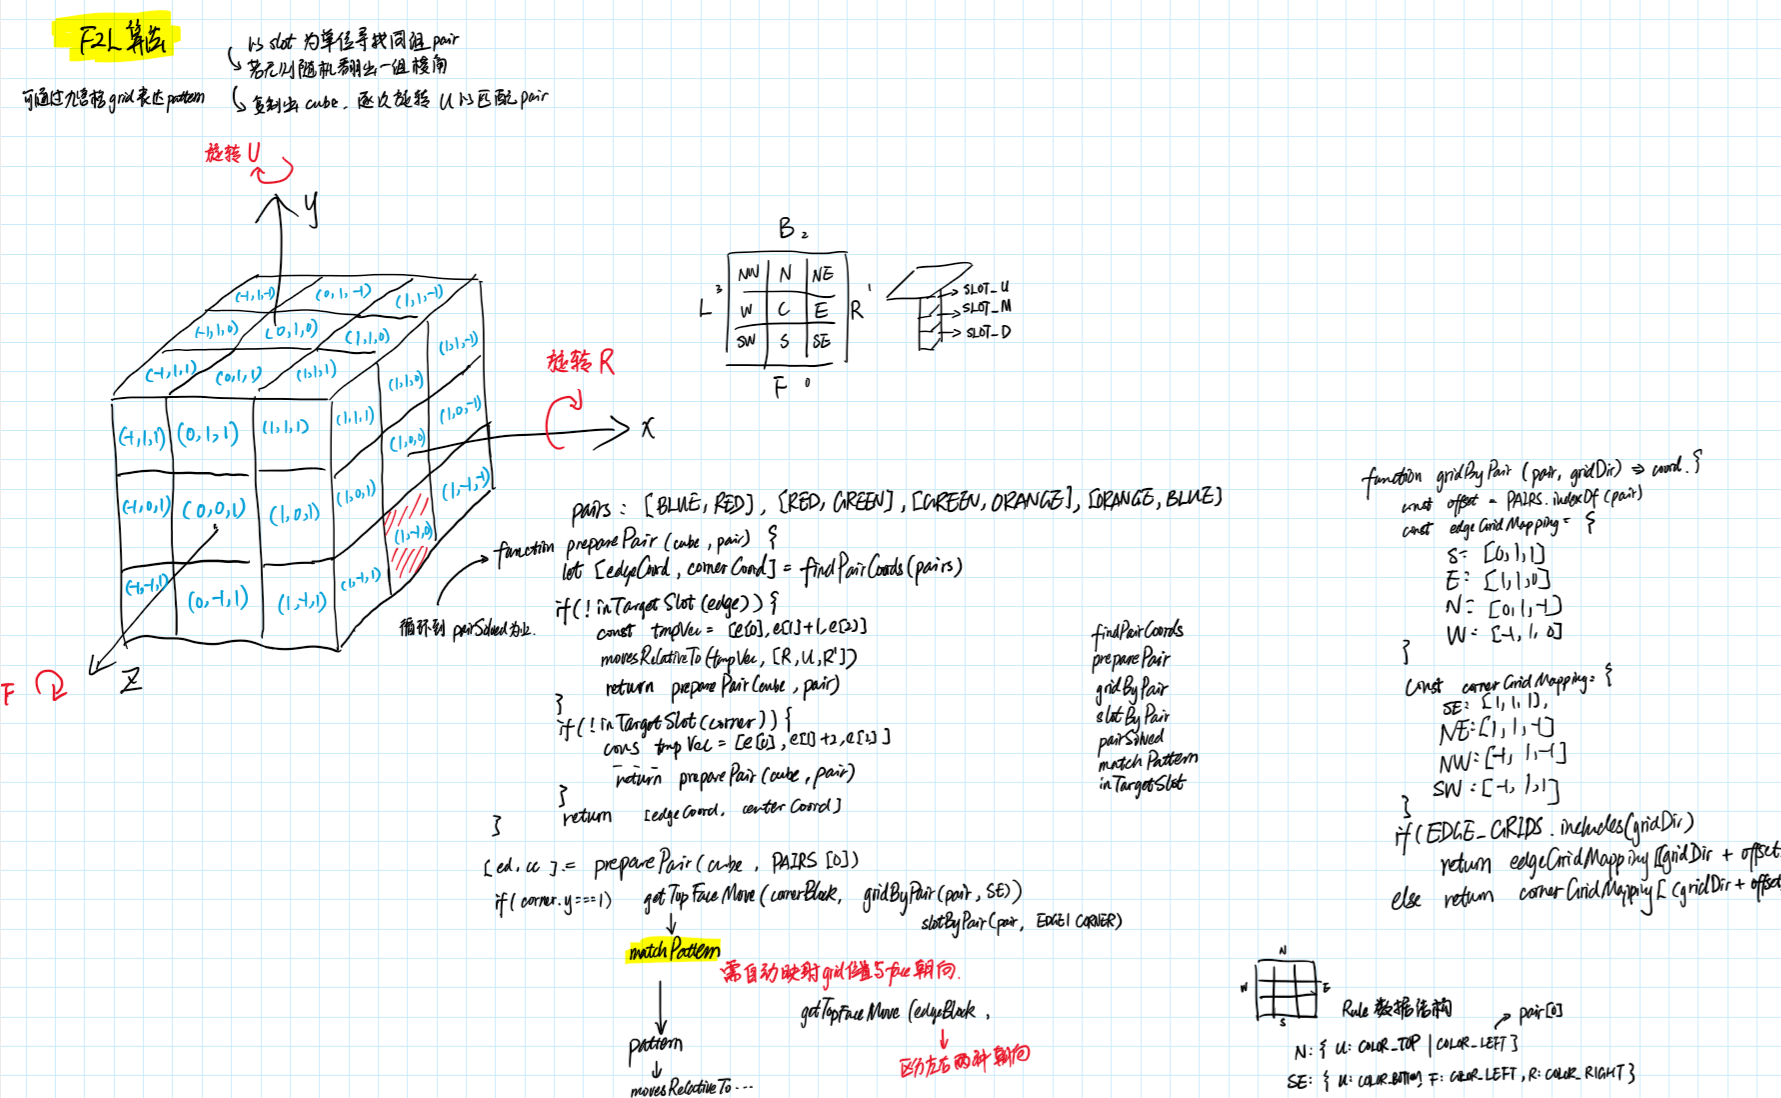 F2L 算法
以 slot 为单位寻找同组 pair
若无则随机翻出一组棱角
可通过九宫格 grid 表达 pattern
复制出 cube. 逐次旋转 U 以匹配 pair
旋转 U
y
(-1,1,-1) (0,1,-1) (1,1,-1)
(-1,1,0) (0,1,0) (1,1,0)
(-1,1,1) (0,1,1) (1,1,1)
(-1,1,1) (0,1,1) (1,1,1)
(-1,0,1) (0,0,1) (1,0,1)
(-1,-1,1) (0,-1,1) (1,-1,1)
(1,1,1) (1,1,0) (1,1,-1)
(1,0,1) (1,0,0) (1,0,-1)
(1,-1,1) (1,-1,0) (1,-1,-1)
旋转 R
x
F
Z
B 2
NW N NE
L 3 W C E R 1
SW S SE
F 0
SLOT_U
SLOT_M
SLOT_D
pairs : [BLUE, RED], [RED, GREEN], [GREEN, ORANGE], [ORANGE, BLUE]
循环到 pairSolved 为止.
function preparePair (cube, pair) {
let [edgeCoord, cornerCoord] = findPairCoords(pairs)
if(! inTargetSlot(edge)) {
const tmpVec = [e[0], e[1]+1, e[2]]
movesRelativeTo(tmpVec, [R,U,R'])
return preparePair(cube, pair)
}
if(! inTargetSlot(corner)) {
cons tmpVec = [e[0], e[1]+2, e[2]]
return preparePair(cube, pair)
}
return [edgeCoord, centerCoord]
}
[ed, cc] = preparePair(cube, PAIRS[0])
if(corner.y===1) getTopFaceMove(cornerBlock, gridByPair(pair, SE))
slotByPair(pair, EDGE | CORNER)
matchPattern
需自动映射 grid 位置与 face 朝向.
getTopFaceMove (edgeBlock,
区分左右两种朝向
pattern
movesRelativeTo ...
findPairCoords
preparePair
gridByPair
slotByPair
pairSolved
matchPattern
inTargetSlot
function gridByPair (pair, gridDir) => coord. {
const offset = PAIRS.indexOf(pair)
const edgeGridMapping = {
S: [0,1,1]
E: [1,1,0]
N: [0,1,-1]
W: [-1,1,0]
}
const cornerGridMapping = {
SE: [1,1,1],
NE: [1,1,-1]
NW: [-1,1,-1]
SW: [-1,1,1]
}
if(EDGE_GRIDS.includes(gridDir)
return edgeGridMapping[(gridDir + offset
else return cornerGridMapping[(gridDir + offset
N
W E
S
Rule 数据结构
pair[0]
N: { U: COLOR_TOP | COLOR_LEFT }
SE: { U: COLOR_BOTTOM, F: COLOR_LEFT, R: COLOR_RIGHT }